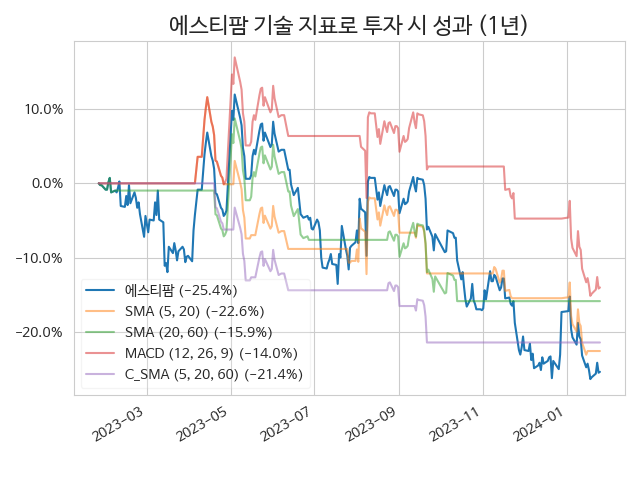 에스티팜 기술 지표로 투자 시 성과 (1년)
10.0%
0.0%
−10.0%
−20.0%
에스티팜 (−25.4%)
SMA (5, 20) (−22.6%)
SMA (20, 60) (−15.9%)
MACD (12, 26, 9) (−14.0%)
C_SMA (5, 20, 60) (−21.4%)
2023−03
2023−05
2023−07
2023−09
2023−11
2024−01